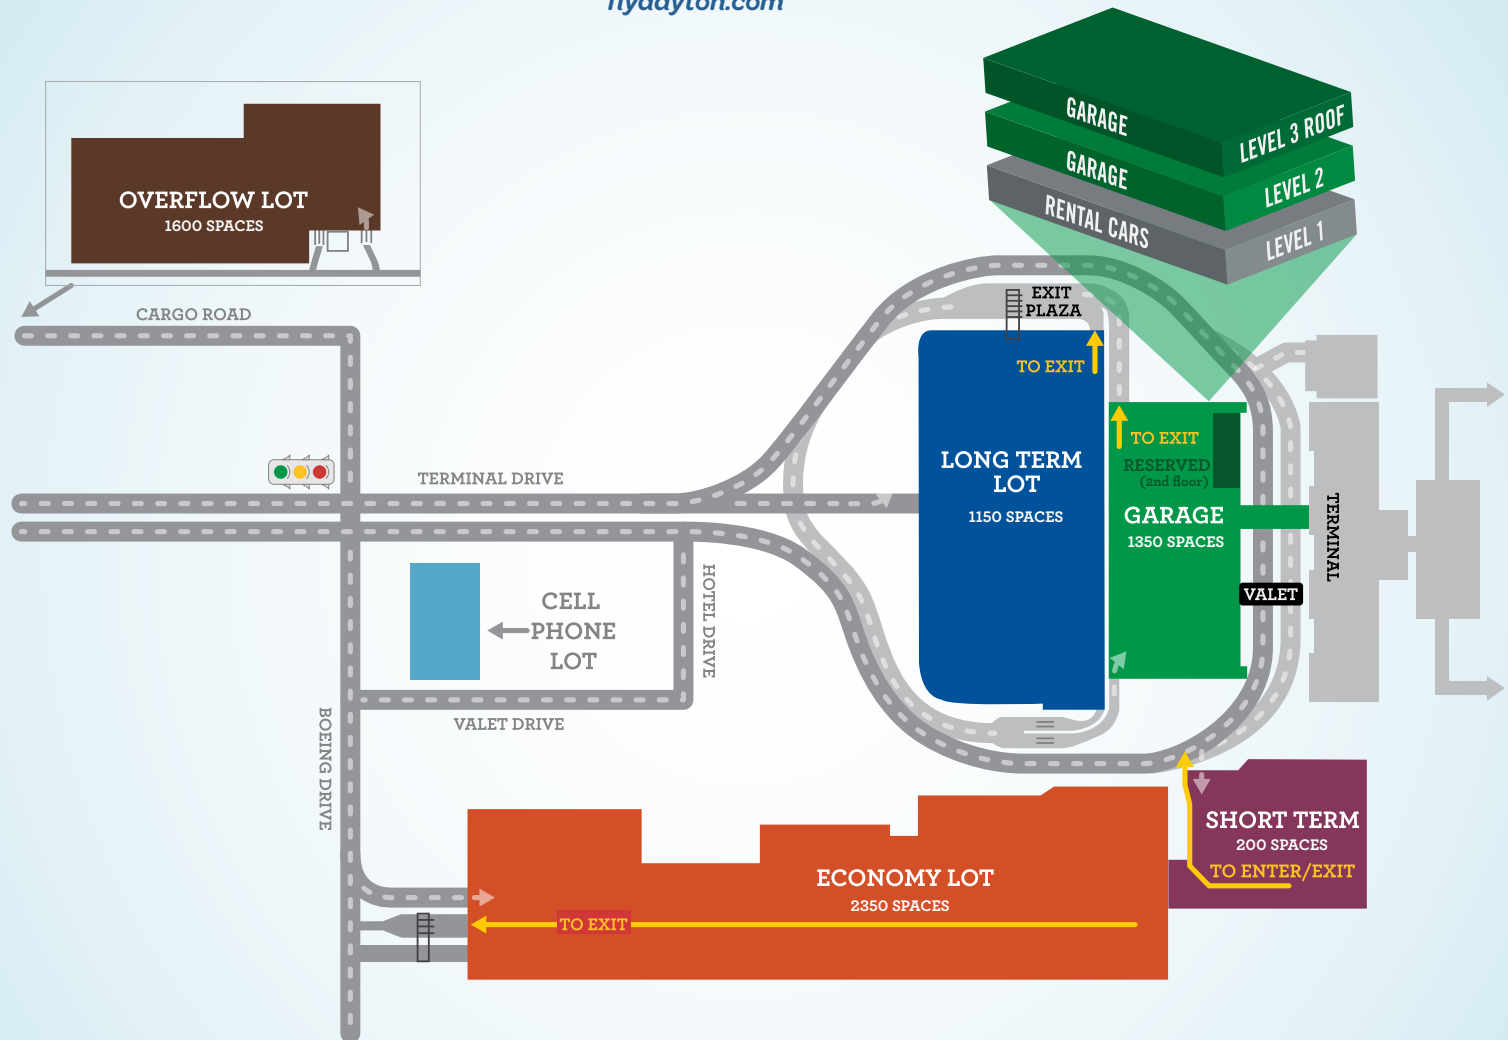 flydayton.com
GARAGE
LEVEL 3 ROOF
GARAGE
LEVEL 2
RENTAL CARS
LEVEL 1
OVERFLOW LOT
1600 SPACES
CARGO ROAD
EXIT
PLAZA
TO EXIT
TO EXIT
RESERVED
(2nd floor)
LONG TERM
LOT
1150 SPACES
GARAGE
1350 SPACES
TERMINAL
VALET
TERMINAL DRIVE
CELL
PHONE
LOT
HOTEL DRIVE
VALET DRIVE
BOEING DRIVE
SHORT TERM
200 SPACES
TO ENTER/EXIT
ECONOMY LOT
2350 SPACES
TO EXIT